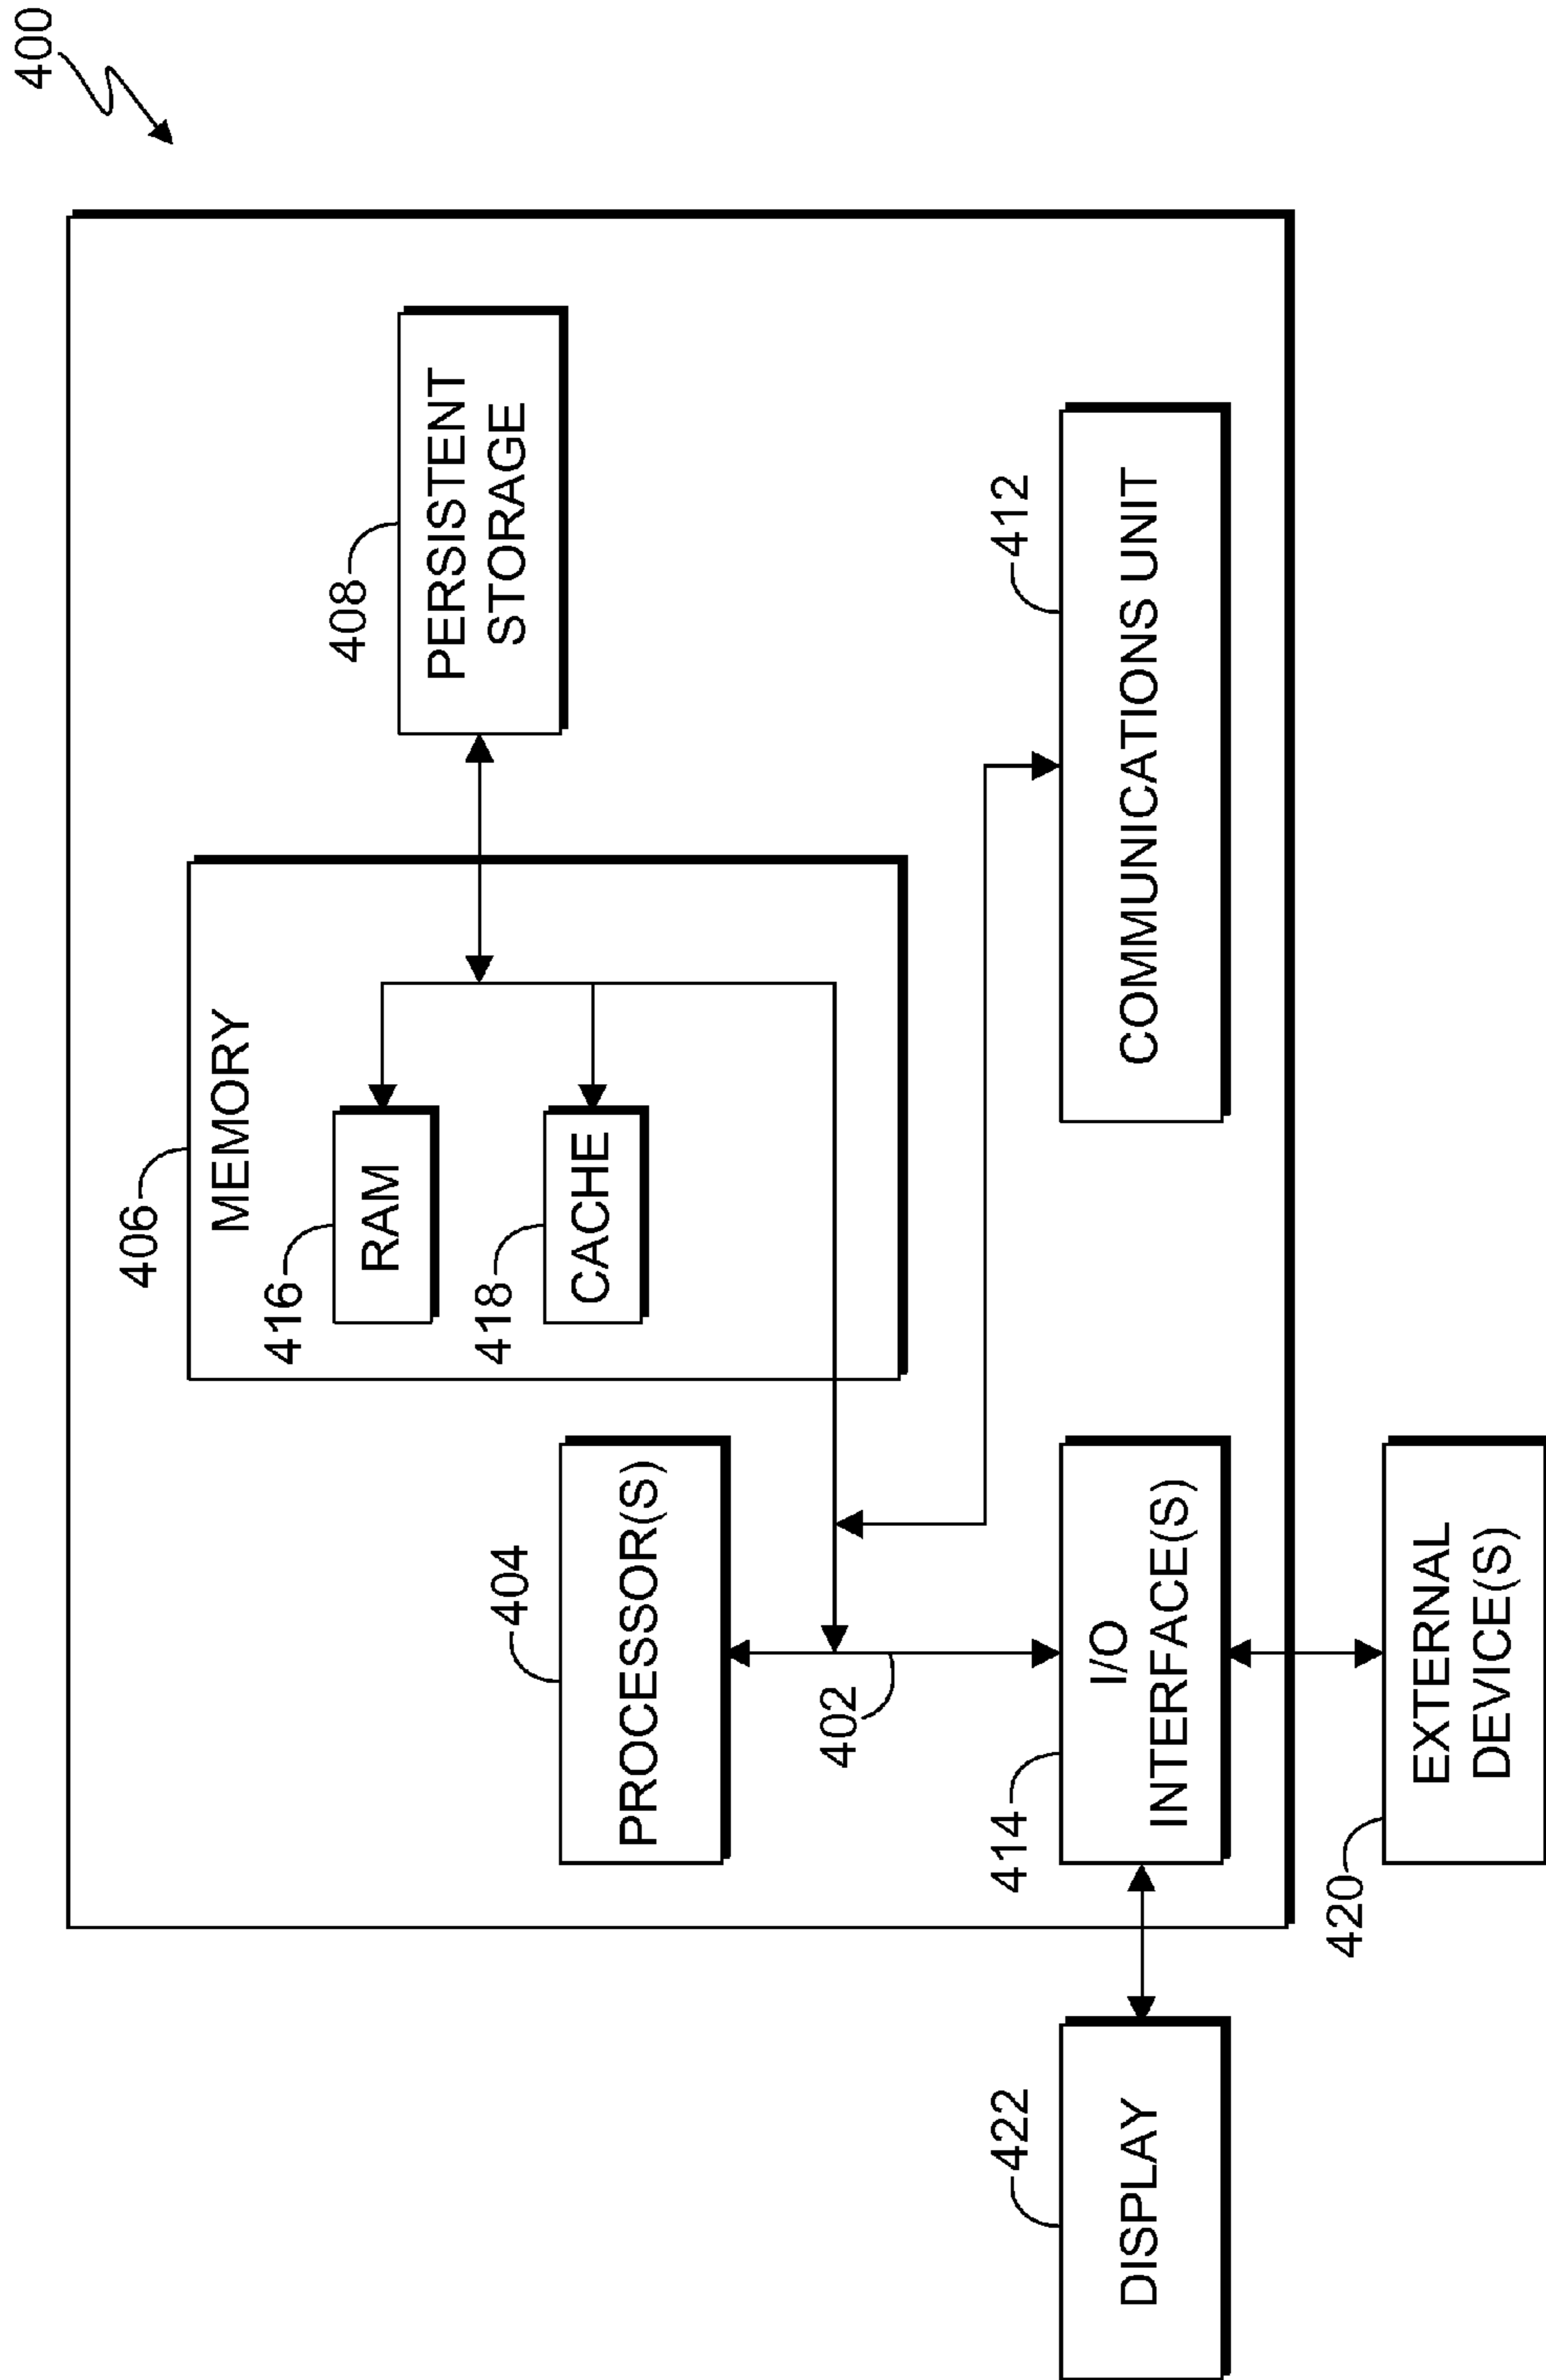 400
406
MEMORY
416
RAM
418
CACHE
408
PERSISTENT
STORAGE
404
PROCESSOR(S)
402
414
I/O
INTERFACE(S)
412
COMMUNICATIONS UNIT
422
DISPLAY
420
EXTERNAL
DEVICE(S)